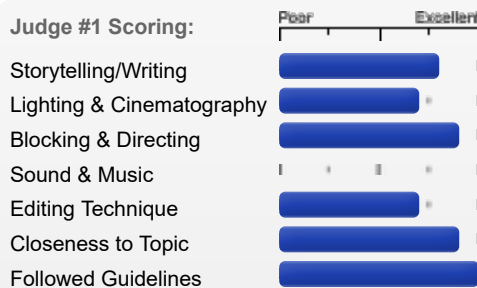 Judge #1 Scoring:
Poor Excellent
Storytelling/Writing
Lighting & Cinematography
Blocking & Directing
Sound & Music
Editing Technique
Closeness to Topic
Followed Guidelines